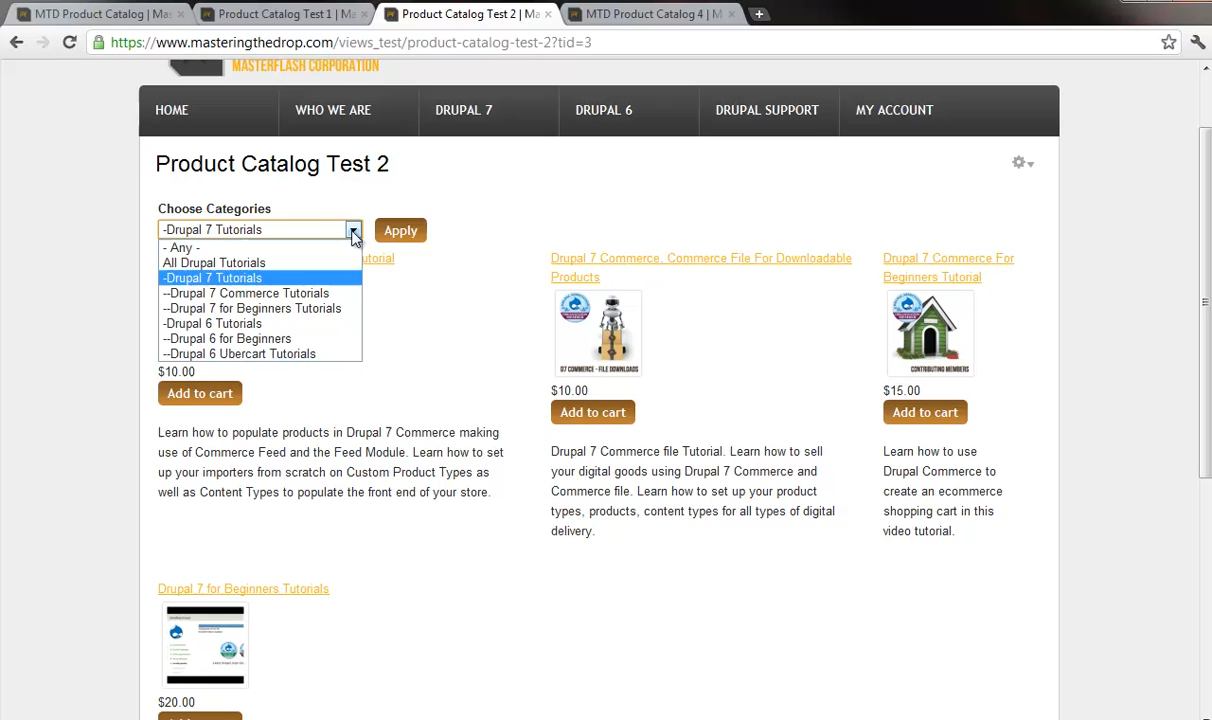 MTD Product Catalog | Mas
Product Catalog Test 1 | Ma
Product Catalog Test 2 | Ma
MTD Product Catalog 4 | M
https://www.masteringthedrop.com/views_test/product-catalog-test-2?tid=3
MASTERFLASH CORPORATION
HOME
WHO WE ARE
DRUPAL 7
DRUPAL 6
DRUPAL SUPPORT
MY ACCOUNT
Product Catalog Test 2
Choose Categories
-Drupal 7 Tutorials
Apply
- Any -
All Drupal Tutorials
-Drupal 7 Tutorials
--Drupal 7 Commerce Tutorials
--Drupal 7 for Beginners Tutorials
-Drupal 6 Tutorials
--Drupal 6 for Beginners
--Drupal 6 Ubercart Tutorials
utorial
$10.00
Add to cart
Learn how to populate products in Drupal 7 Commerce making
use of Commerce Feed and the Feed Module. Learn how to set
up your importers from scratch on Custom Product Types as
well as Content Types to populate the front end of your store.
Drupal 7 Commerce, Commerce File For Downloadable
Products
D7 COMMERCE - FILE DOWNLOADS
$10.00
Add to cart
Drupal 7 Commerce file Tutorial. Learn how to sell
your digital goods using Drupal 7 Commerce and
Commerce file. Learn how to set up your product
types, products, content types for all types of digital
delivery.
Drupal 7 Commerce For
Beginners Tutorial
CONTRIBUTING MEMBERS
$15.00
Add to cart
Learn how to use
Drupal Commerce to
create an ecommerce
shopping cart in this
video tutorial.
Drupal 7 for Beginners Tutorials
$20.00